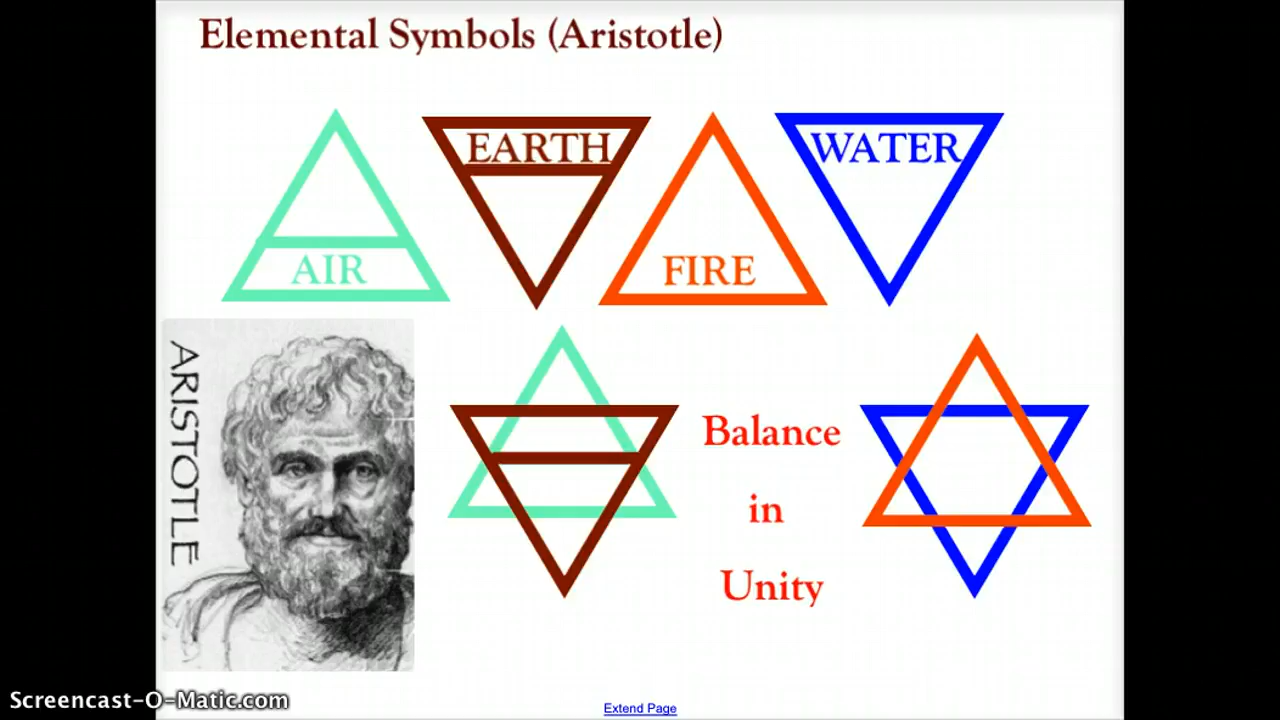 Elemental Symbols (Aristotle)
AIR
EARTH
FIRE
WATER
ARISTOTLE
Balance
in
Unity
Screencast-O-Matic.com
Extend Page